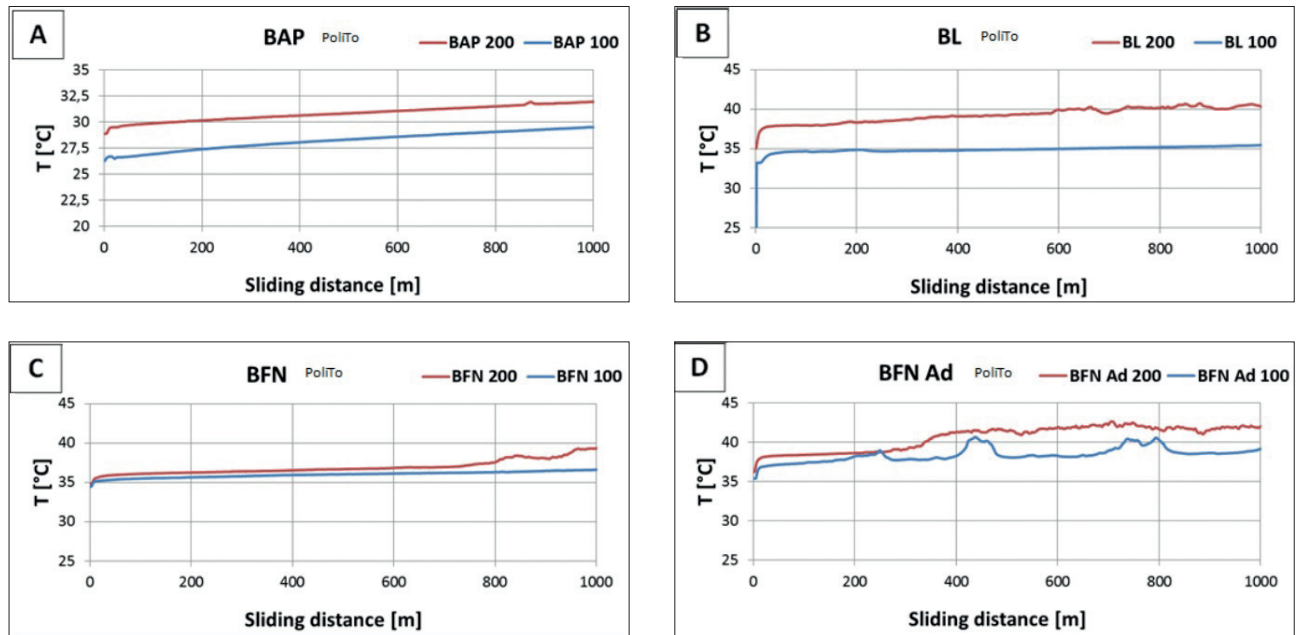 A
BAP PoliTo BAP 200 BAP 100
35
32,5
30
27,5
25
22,5
20
T [°C]
0 200 400 600 800 1000
Sliding distance [m]
B
BL PoliTo BL 200 BL 100
45
40
35
30
25
T [°C]
0 200 400 600 800 1000
Sliding distance [m]
C
BFN PoliTo BFN 200 BFN 100
45
40
35
30
25
T [°C]
0 200 400 600 800 1000
Sliding distance [m]
D
BFN Ad PoliTo BFN Ad 200 BFN Ad 100
45
40
35
30
25
T [°C]
0 200 400 600 800 1000
Sliding distance [m]